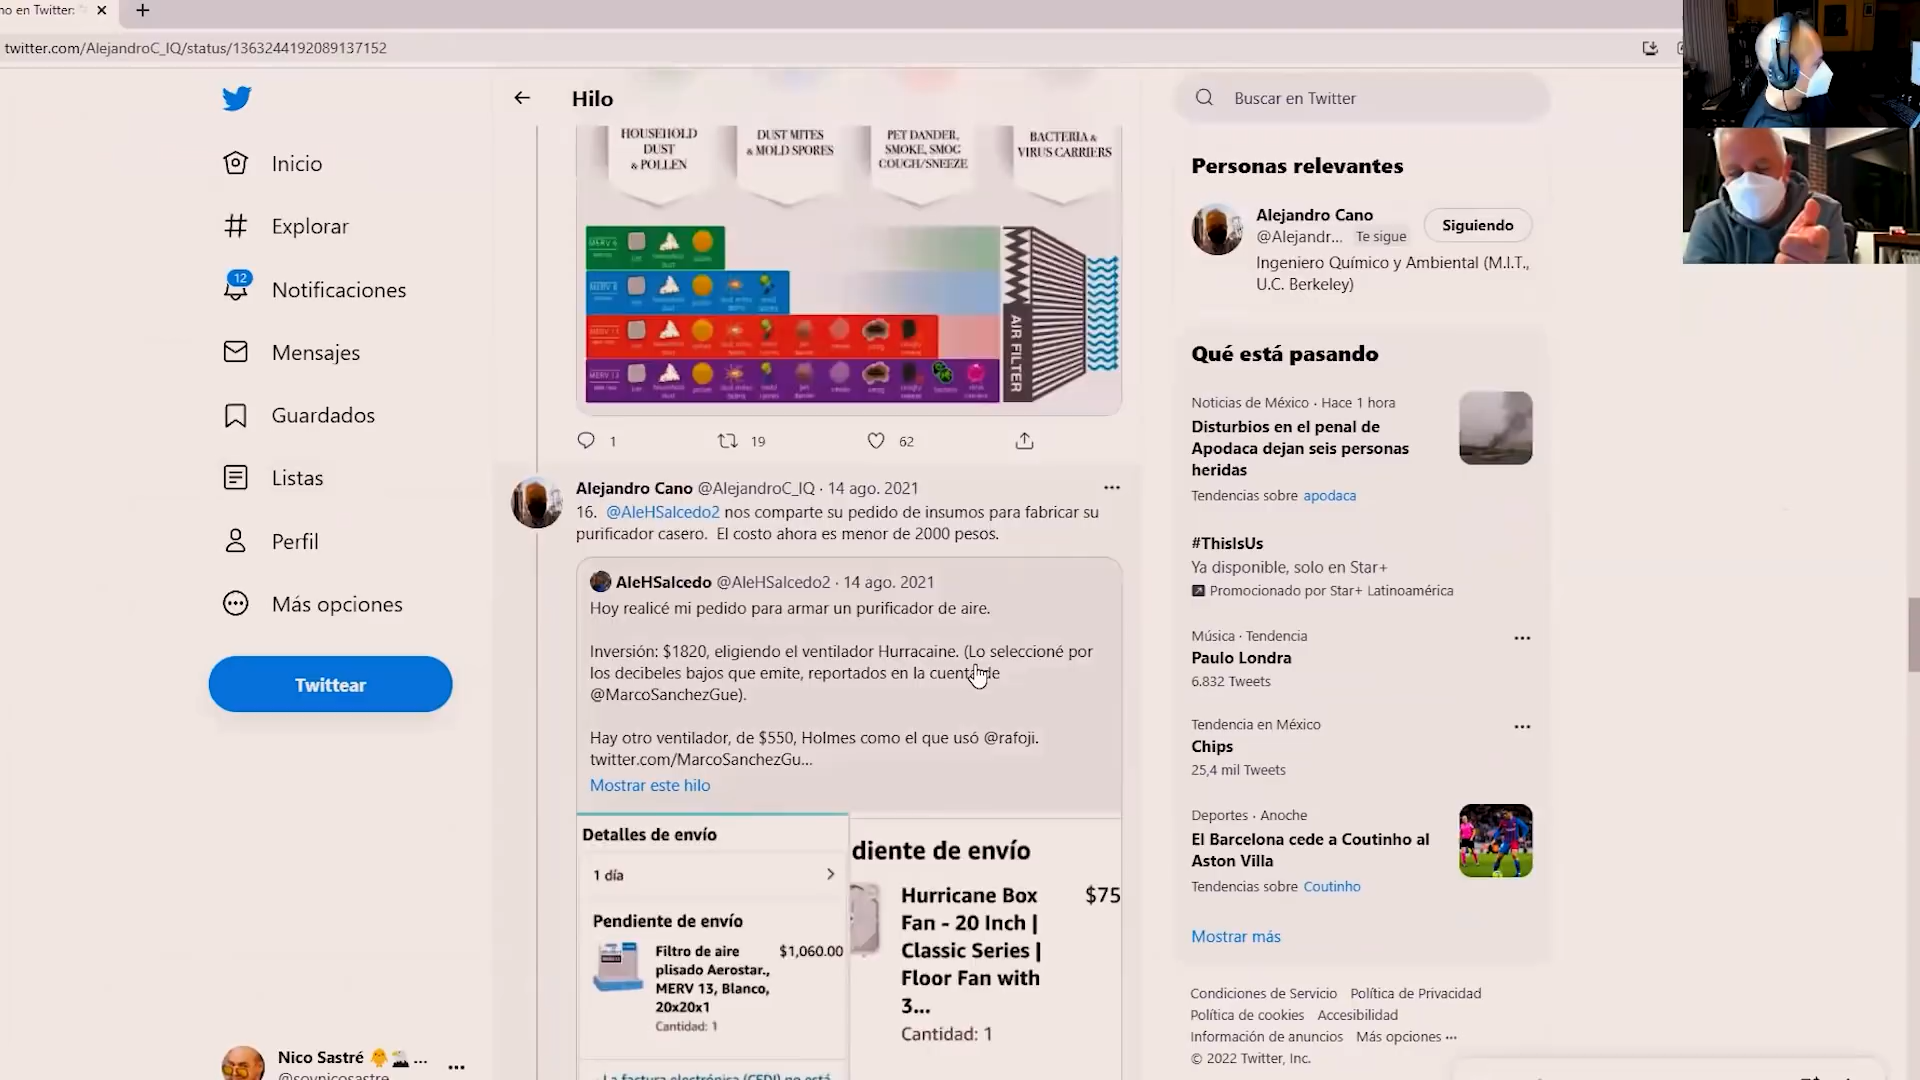 no en Twitter:
twitter.com/AlejandroC_IQ/status/1363244192089137152
Inicio
Explorar
12
Notificaciones
Mensajes
Guardados
Listas
Perfil
Más opciones
Twittear
Nico Sastré
@soynicosastre
Hilo
HOUSEHOLD
DUST
& POLLEN
DUST MITES
& MOLD SPORES
PET DANDER,
SMOKE, SMOG
COUGH/SNEEZE
BACTERIA &
VIRUS CARRIERS
MERV 8
MERV 13
AIR FILTER
1
19
62
Alejandro Cano @AlejandroC_IQ · 14 ago. 2021
16. @AleHSalcedo2 nos comparte su pedido de insumos para fabricar su
purificador casero. El costo ahora es menor de 2000 pesos.
AleHSalcedo @AleHSalcedo2 · 14 ago. 2021
Hoy realicé mi pedido para armar un purificador de aire.
Inversión: $1820, eligiendo el ventilador Hurracaine. (Lo seleccioné por
los decibeles bajos que emite, reportados en la cuenta de
@MarcoSanchezGue).
Hay otro ventilador, de $550, Holmes como el que usó @rafoji.
twitter.com/MarcoSanchezGu...
Mostrar este hilo
Detalles de envío
1 día
Pendiente de envío
Filtro de aire
plisado Aerostar.,
MERV 13, Blanco,
20x20x1
$1,060.00
Cantidad: 1
La factura electrónica (CFDI) no está
diente de envío
Hurricane Box
Fan - 20 Inch |
Classic Series |
Floor Fan with
3...
$75
Cantidad: 1
Buscar en Twitter
Personas relevantes
Alejandro Cano
@Alejandr... Te sigue
Siguiendo
Ingeniero Químico y Ambiental (M.I.T.,
U.C. Berkeley)
Qué está pasando
Noticias de México · Hace 1 hora
Disturbios en el penal de
Apodaca dejan seis personas
heridas
Tendencias sobre apodaca
#ThisIsUs
Ya disponible, solo en Star+
Promocionado por Star+ Latinoamérica
Música · Tendencia
Paulo Londra
6.832 Tweets
Tendencia en México
Chips
25,4 mil Tweets
Deportes · Anoche
El Barcelona cede a Coutinho al
Aston Villa
Tendencias sobre Coutinho
Mostrar más
Condiciones de Servicio Política de Privacidad
Política de cookies Accesibilidad
Información de anuncios Más opciones ···
© 2022 Twitter, Inc.